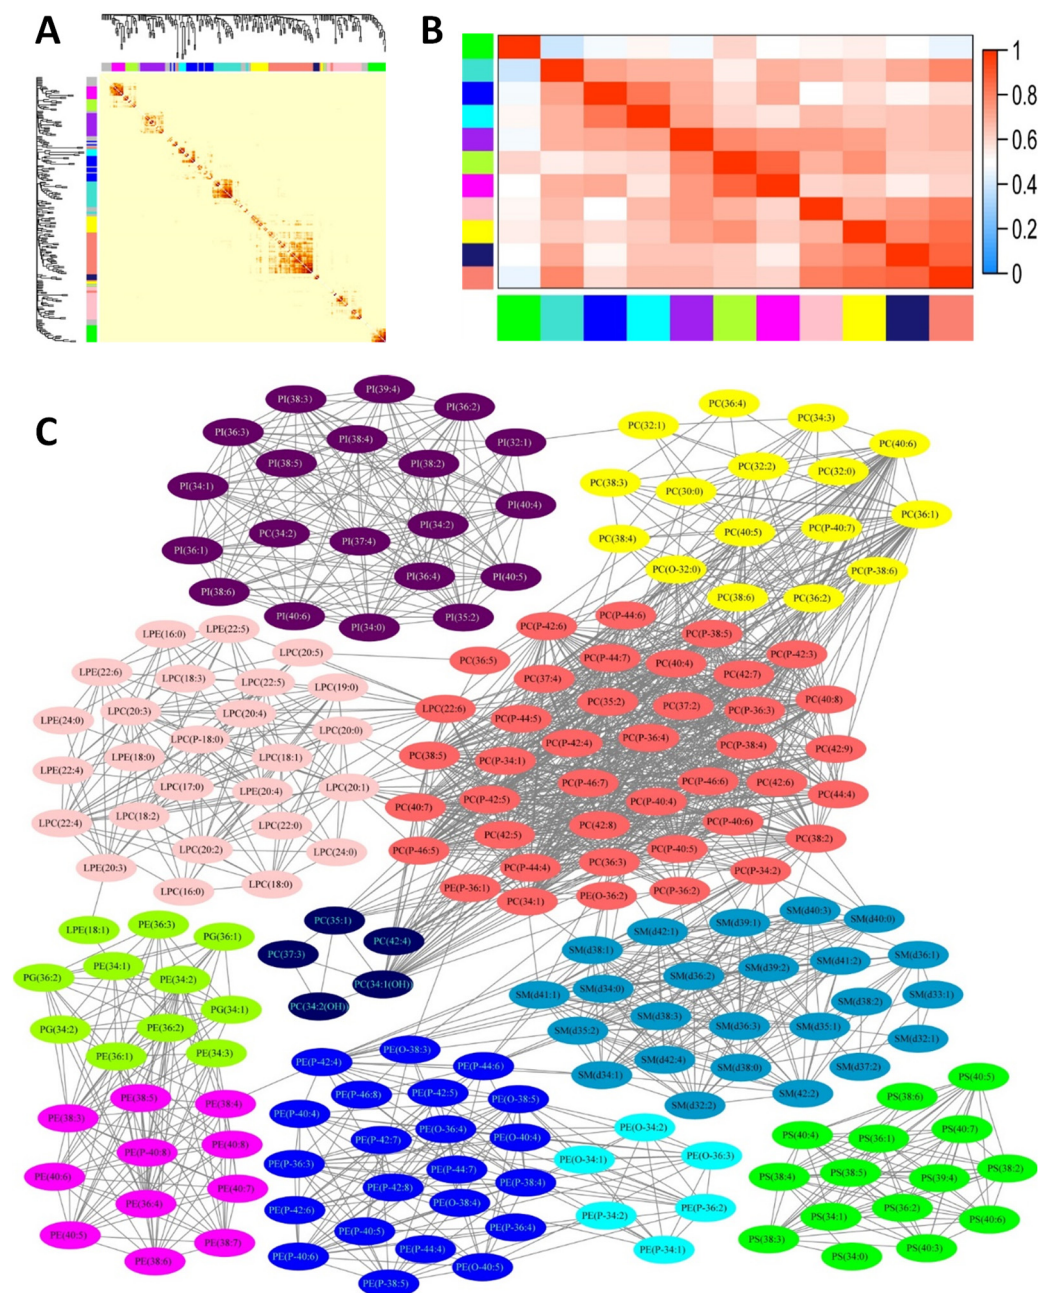 A
B
1
0.8
0.6
0.4
0.2
0
C
PI(39:4)
PI(38:3)
PI(36:2)
PI(36:3)
PI(38:4)
PI(32:1)
PI(38:5)
PI(38:2)
PI(34:1)
PI(40:4)
PI(34:2)
PC(34:2)
PI(37:4)
PI(36:1)
PI(36:4)
PI(40:5)
PI(38:6)
PI(40:6)
PI(34:0)
PI(35:2)
PC(36:4)
PC(34:3)
PC(32:1)
PC(40:6)
PC(32:2)
PC(32:0)
PC(38:3)
PC(30:0)
PC(36:1)
PC(P-40:7)
PC(40:5)
PC(38:4)
PC(O-32:0)
PC(P-38:6)
PC(38:6)
PC(36:2)
LPE(16:0)
LPE(22:5)
LPC(20:5)
LPE(22:6)
LPC(18:3)
LPC(22:5)
LPC(19:0)
LPE(24:0)
LPC(20:3)
LPC(20:4)
LPC(20:0)
LPC(P-18:0)
LPE(18:0)
LPC(18:1)
LPE(22:4)
LPC(17:0)
LPE(20:4)
LPC(20:1)
LPC(22:4)
LPC(18:2)
LPC(22:0)
LPC(20:2)
LPC(24:0)
LPE(20:3)
LPC(16:0)
LPC(18:0)
PC(P-44:6)
PC(P-42:6)
PC(P-38:5)
PC(36:5)
PC(P-44:7)
PC(40:4)
PC(P-42:3)
PC(37:4)
PC(42:7)
LPC(22:6)
PC(35:2)
PC(37:2)
PC(P-36:3)
PC(40:8)
PC(P-44:5)
PC(P-42:4)
PC(P-36:4)
PC(P-38:4)
PC(42:9)
PC(38:5)
PC(P-34:1)
PC(P-46:7)
PC(P-46:6)
PC(42:6)
PC(44:4)
PC(40:7)
PC(P-42:5)
PC(P-40:4)
PC(42:5)
PC(42:8)
PC(P-40:6)
PC(38:2)
PC(P-46:5)
PC(P-44:4)
PC(36:3)
PC(P-40:5)
PC(P-34:2)
PE(P-36:1)
PC(34:1)
PE(O-36:2)
PC(P-36:2)
PC(35:1)
PC(42:4)
PC(37:3)
PC(34:1(OH))
PC(34:2(OH))
LPE(18:1)
PE(36:3)
PG(36:1)
PG(36:2)
PE(34:1)
PE(34:2)
PG(34:1)
PG(34:2)
PE(36:2)
PE(36:1)
PE(34:3)
PE(38:5)
PE(38:4)
PE(38:3)
PE(40:8)
PE(P-40:8)
PE(40:6)
PE(40:7)
PE(36:4)
PE(40:5)
PE(38:7)
PE(38:6)
SM(d40:3)
SM(d40:0)
SM(d39:1)
SM(d42:1)
SM(d38:1)
SM(d36:1)
SM(d41:2)
SM(d39:2)
SM(d36:2)
SM(d41:1)
SM(d34:0)
SM(d33:1)
SM(d38:2)
SM(d38:3)
SM(d36:3)
SM(d35:1)
SM(d35:2)
SM(d32:1)
SM(d42:4)
SM(d38:0)
SM(d37:2)
SM(d34:1)
SM(42:2)
SM(d32:2)
PE(O-38:3)
PE(P-42:4)
PE(P-44:6)
PE(P-46:8)
PE(P-42:5)
PE(O-38:5)
PE(P-40:4)
PE(O-36:4)
PE(O-40:4)
PE(P-42:7)
PE(P-36:3)
PE(P-44:7)
PE(P-38:4)
PE(P-42:8)
PE(O-38:4)
PE(P-42:6)
PE(P-40:5)
PE(P-36:4)
PE(P-44:4)
PE(P-40:6)
PE(O-40:5)
PE(P-38:5)
PE(O-34:2)
PE(O-34:1)
PE(O-36:3)
PE(P-34:2)
PE(P-36:2)
PE(P-34:1)
PS(40:5)
PS(38:6)
PS(40:4)
PS(36:1)
PS(40:7)
PS(38:4)
PS(38:5)
PS(39:4)
PS(38:2)
PS(34:1)
PS(36:2)
PS(40:6)
PS(38:3)
PS(34:0)
PS(40:3)